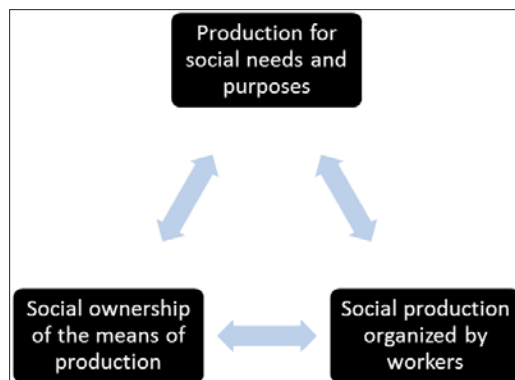 Production for
social needs and
purposes
Social ownership
of the means of
production
Social production
organized by
workers